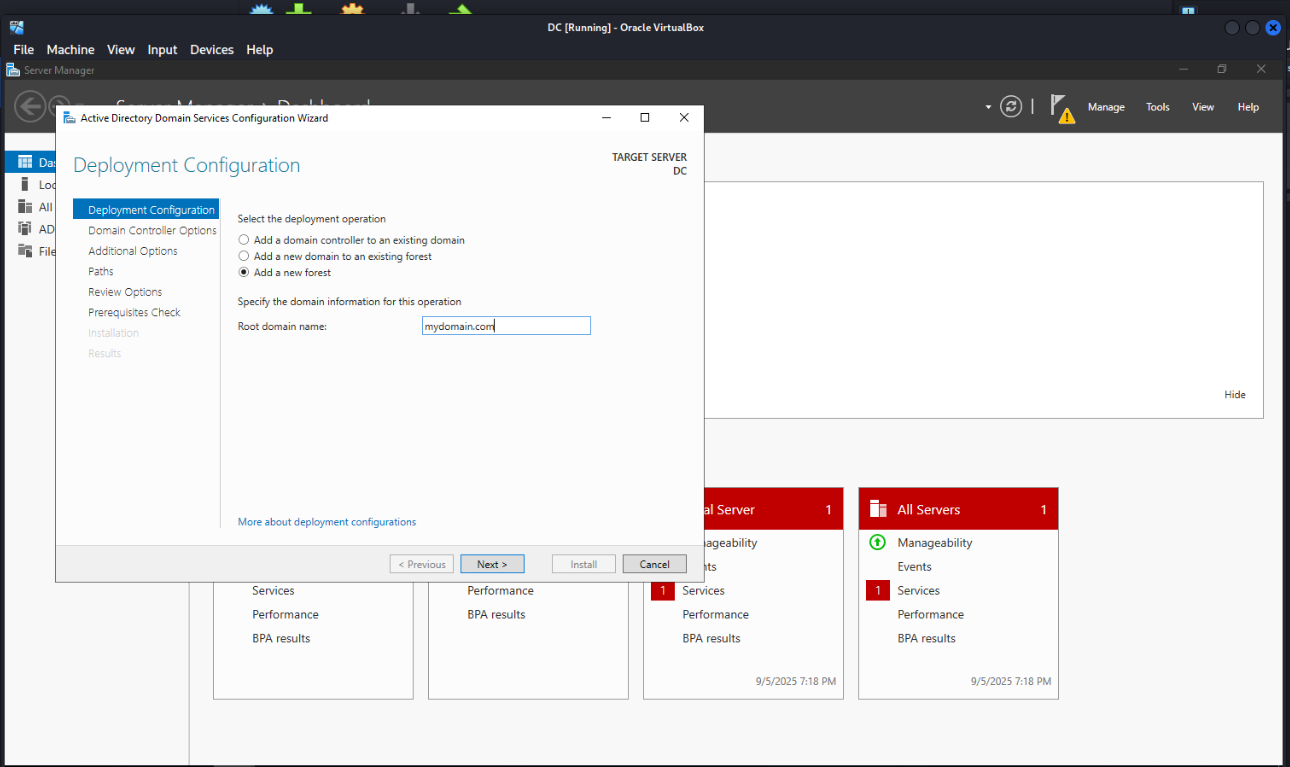 DC [Running] - Oracle VirtualBox
File Machine View Input Devices Help
Server Manager
Manage Tools View Help
Active Directory Domain Services Configuration Wizard
Deployment Configuration
TARGET SERVER
DC
Deployment Configuration
Domain Controller Options
Additional Options
Paths
Review Options
Prerequisites Check
Installation
Results
Select the deployment operation
Add a domain controller to an existing domain
Add a new domain to an existing forest
Add a new forest
Specify the domain information for this operation
Root domain name: mydomain.com
More about deployment configurations
< Previous Next > Install Cancel
All
AD
Hide
Services
Performance
BPA results
Performance
BPA results
Server 1
1 Services
Performance
BPA results
9/5/2025 7:18 PM
All Servers 1
Manageability
Events
1 Services
Performance
BPA results
9/5/2025 7:18 PM